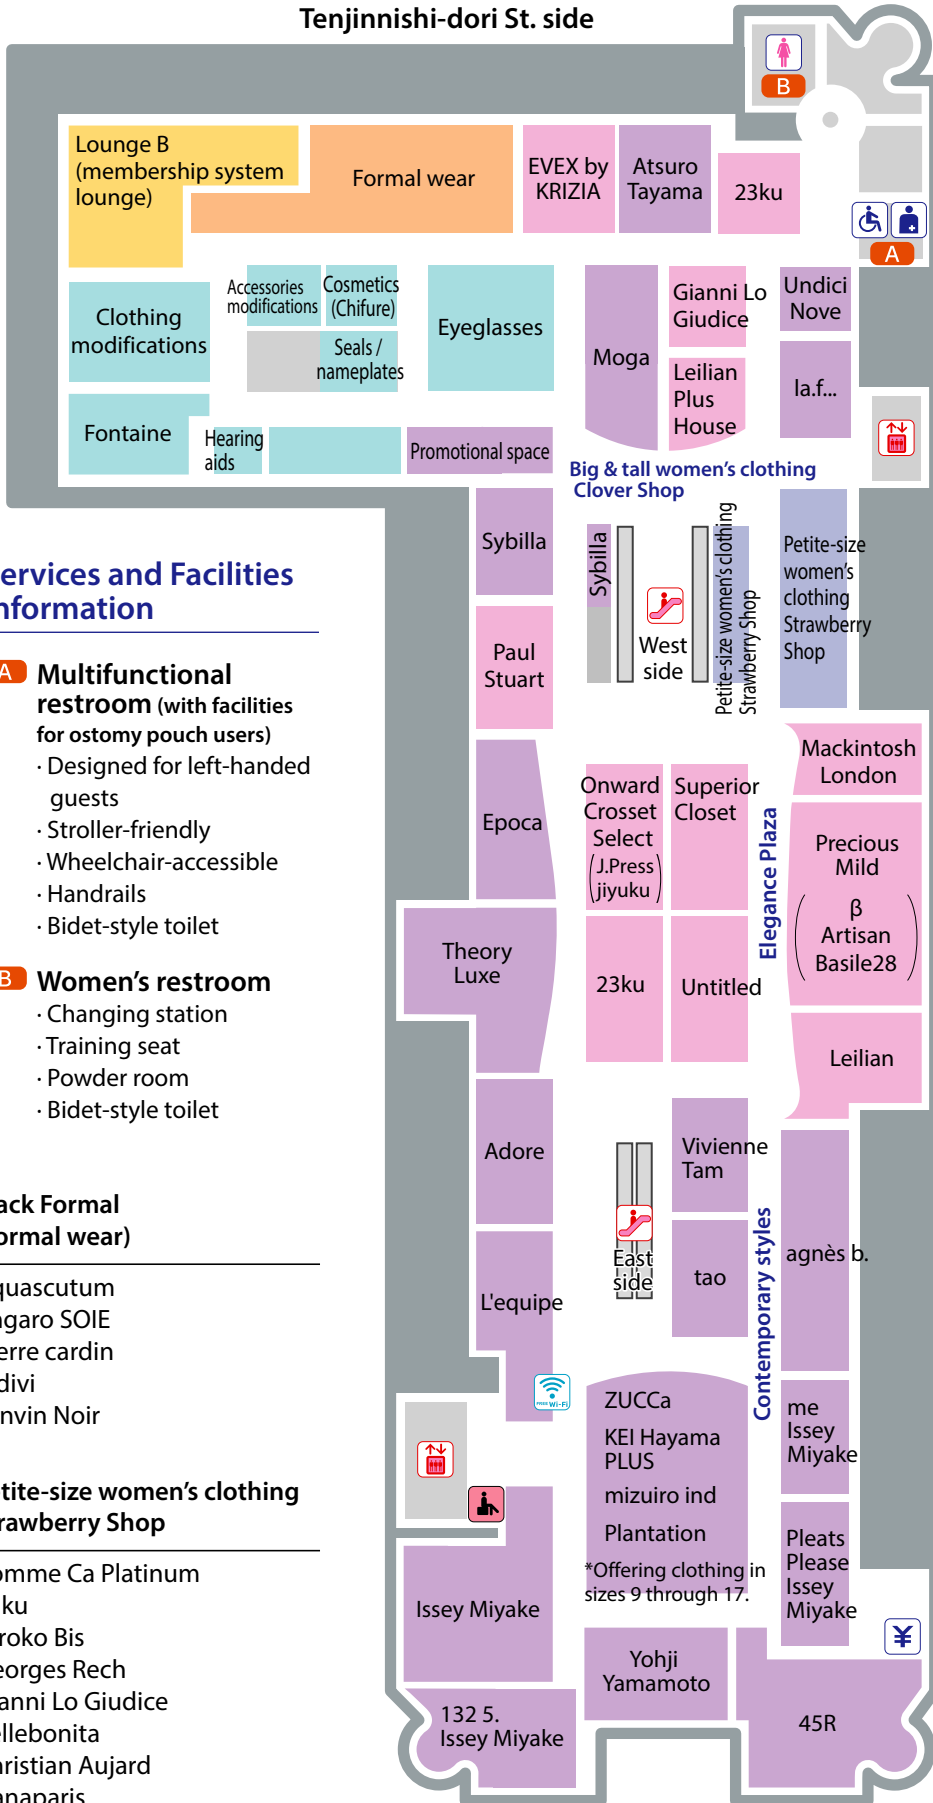 Tenjinnishi-dori St. side
B
A
Lounge B
(membership system
lounge)
Formal wear
EVEX by
KRIZIA
Atsuro
Tayama
23ku
Clothing
modifications
Accessories
modifications
Cosmetics
(Chifure)
Seals /
nameplates
Eyeglasses
Moga
Gianni Lo
Giudice
Leilian
Plus
House
Undici
Nove
la.f...
Fontaine
Hearing
aids
Promotional space
Big & tall women's clothing
Clover Shop
Sybilla
Sybilla
West
side
Petite-size women's clothing
Strawberry Shop
Petite-size
women's
clothing
Strawberry
Shop
Paul
Stuart
Epoca
Onward
Crosset
Select
(J.Press
jiyuku)
Superior
Closet
Elegance Plaza
Mackintosh
London
Precious
Mild
(β
Artisan
Basile28)
Theory
Luxe
23ku
Untitled
Leilian
Adore
Vivienne
Tam
East
side
tao
Contemporary styles
agnès b.
L'equipe
FREE Wi-Fi
ZUCCa
KEI Hayama
PLUS
mizuiro ind
Plantation
*Offering clothing in
sizes 9 through 17.
me
Issey
Miyake
Pleats
Please
Issey
Miyake
¥
Issey Miyake
132 5.
Issey Miyake
Yohji
Yamamoto
45R
ervices and Facilities
nformation
A Multifunctional
restroom (with facilities
for ostomy pouch users)
· Designed for left-handed
guests
· Stroller-friendly
· Wheelchair-accessible
· Handrails
· Bidet-style toilet
B Women's restroom
· Changing station
· Training seat
· Powder room
· Bidet-style toilet
ack Formal
ormal wear)
quascutum
garo SOIE
erre cardin
divi
nvin Noir
tite-size women's clothing
rawberry Shop
omme Ca Platinum
ku
roko Bis
eorges Rech
anni Lo Giudice
ellebonita
hristian Aujard
anaparis